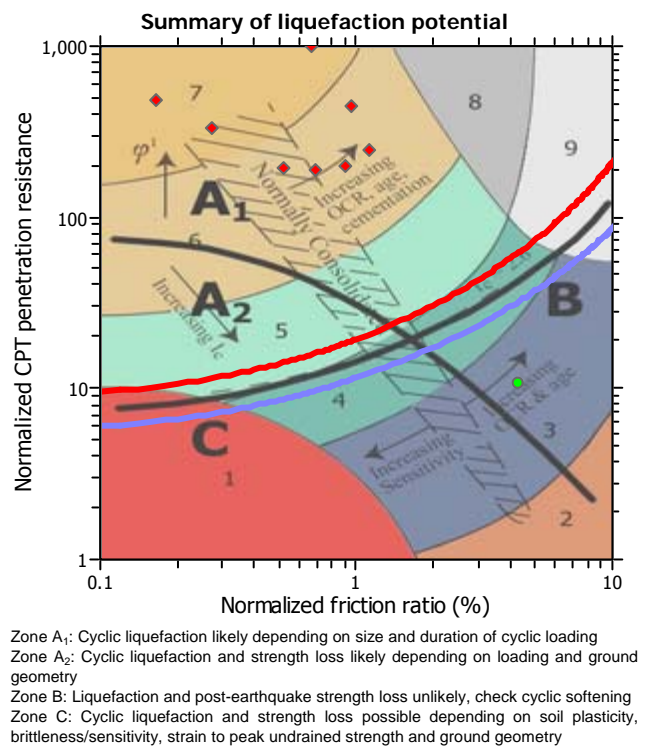 Summary of liquefaction potential
Normalized CPT penetration resistance
1,000
100
10
1
0.1
1
10
Normalized friction ratio (%)
7
8
9
φ'
A1
Increasing
OCR, age,
cementation
Normally Consolidated
6
A2
Increasing Ic
5
Ic
2.6
B
4
C
1
Increasing
OCR & age
Increasing
Sensitivity
3
2
Zone A1: Cyclic liquefaction likely depending on size and duration of cyclic loading
Zone A2: Cyclic liquefaction and strength loss likely depending on loading and ground
geometry
Zone B: Liquefaction and post-earthquake strength loss unlikely, check cyclic softening
Zone C: Cyclic liquefaction and strength loss possible depending on soil plasticity,
brittleness/sensitivity, strain to peak undrained strength and ground geometry